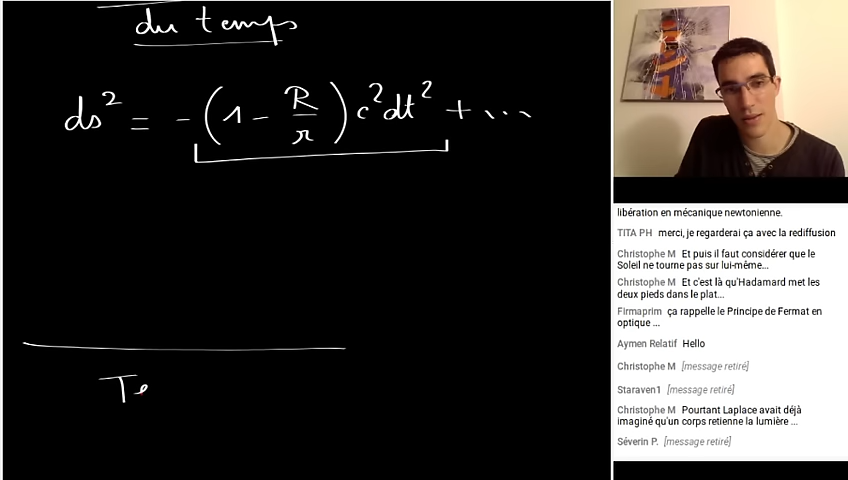 du temps
ds² = -(1 - R/r) c²dt² + ...
Te
libération en mécanique newtonienne.
TITA PH merci, je regarderai ça avec la rediffusion
Christophe M Et puis il faut considérer que le
Soleil ne tourne pas sur lui-même...
Christophe M Et c'est là qu'Hadamard met les
deux pieds dans le plat...
Firmaprim ça rappelle le Principe de Fermat en
optique ...
Aymen Relatif Hello
Christophe M [message retiré]
Staraven1 [message retiré]
Christophe M Pourtant Laplace avait déjà
imaginé qu'un corps retienne la lumière ...
Séverin P. [message retiré]